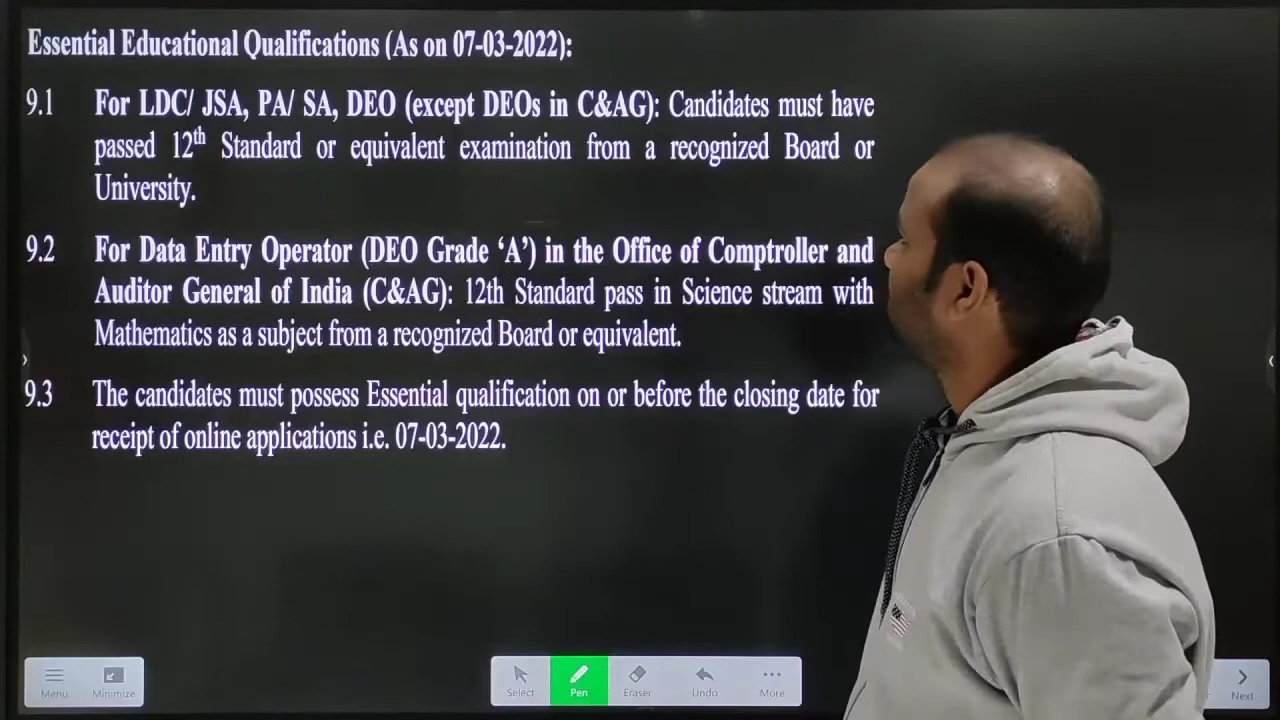 Essential Educational Qualifications (As on 07-03-2022):
9.1 For LDC/ JSA, PA/ SA, DEO (except DEOs in C&AG): Candidates must have
passed 12th Standard or equivalent examination from a recognized Board or
University.
9.2 For Data Entry Operator (DEO Grade ‘A’) in the Office of Comptroller and
Auditor General of India (C&AG): 12th Standard pass in Science stream with
Mathematics as a subject from a recognized Board or equivalent.
9.3 The candidates must possess Essential qualification on or before the closing date for
receipt of online applications i.e. 07-03-2022.
Menu Minimize Select Pen Eraser Undo More Next